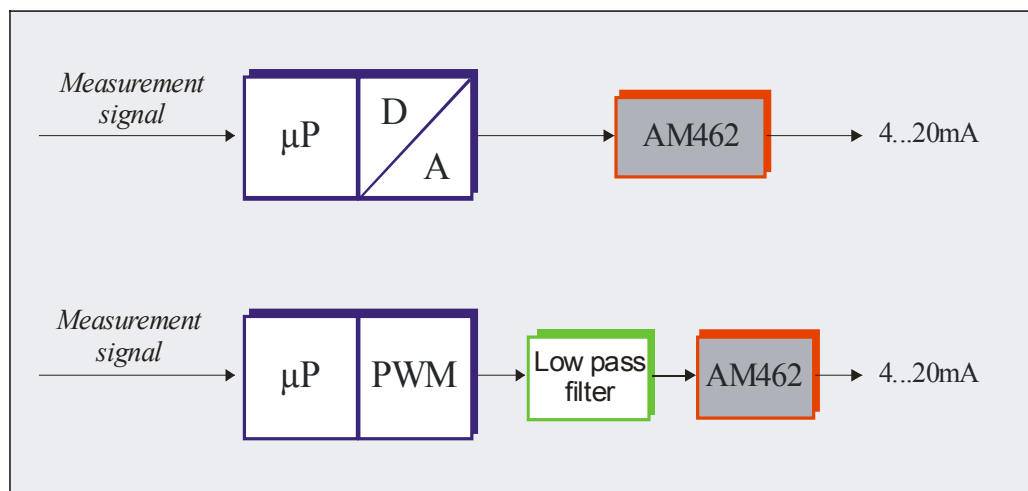 Measurement
signal
µP
D
A
AM462
4...20mA
Measurement
signal
µP
PWM
Low pass
filter
AM462
4...20mA